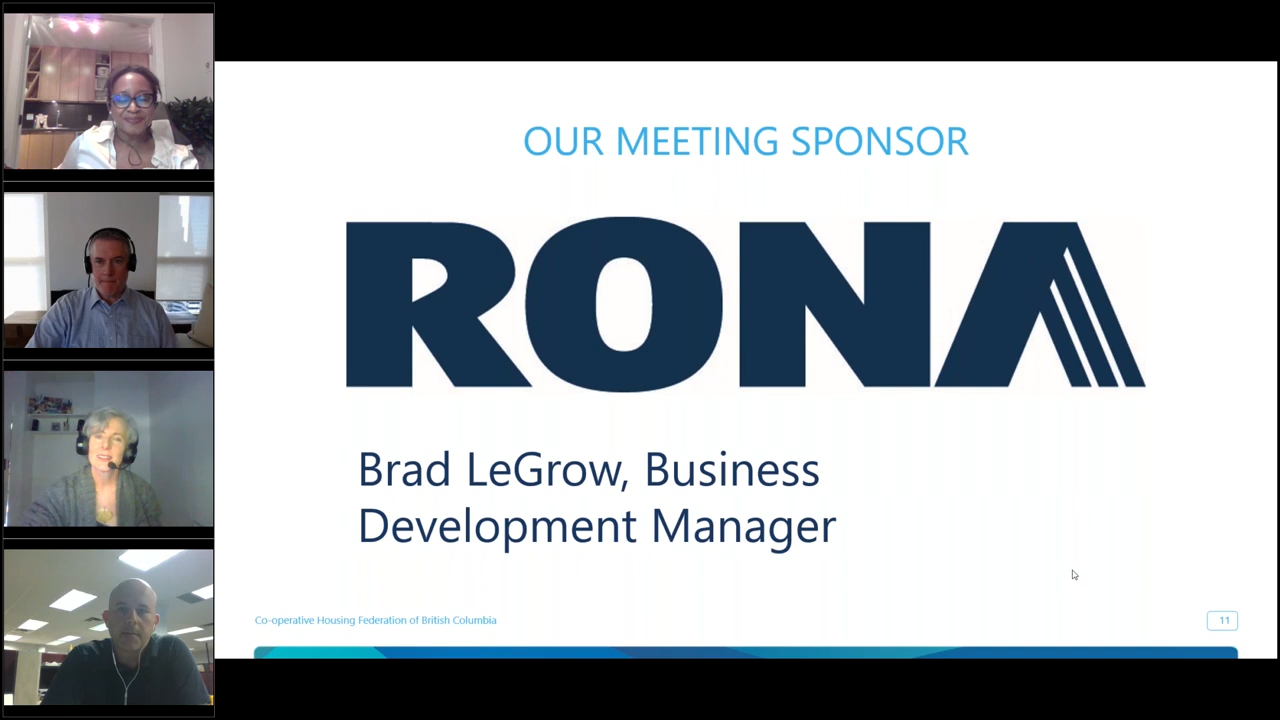 OUR MEETING SPONSOR
RONA
Brad LeGrow, Business
Development Manager
Co-operative Housing Federation of British Columbia
11